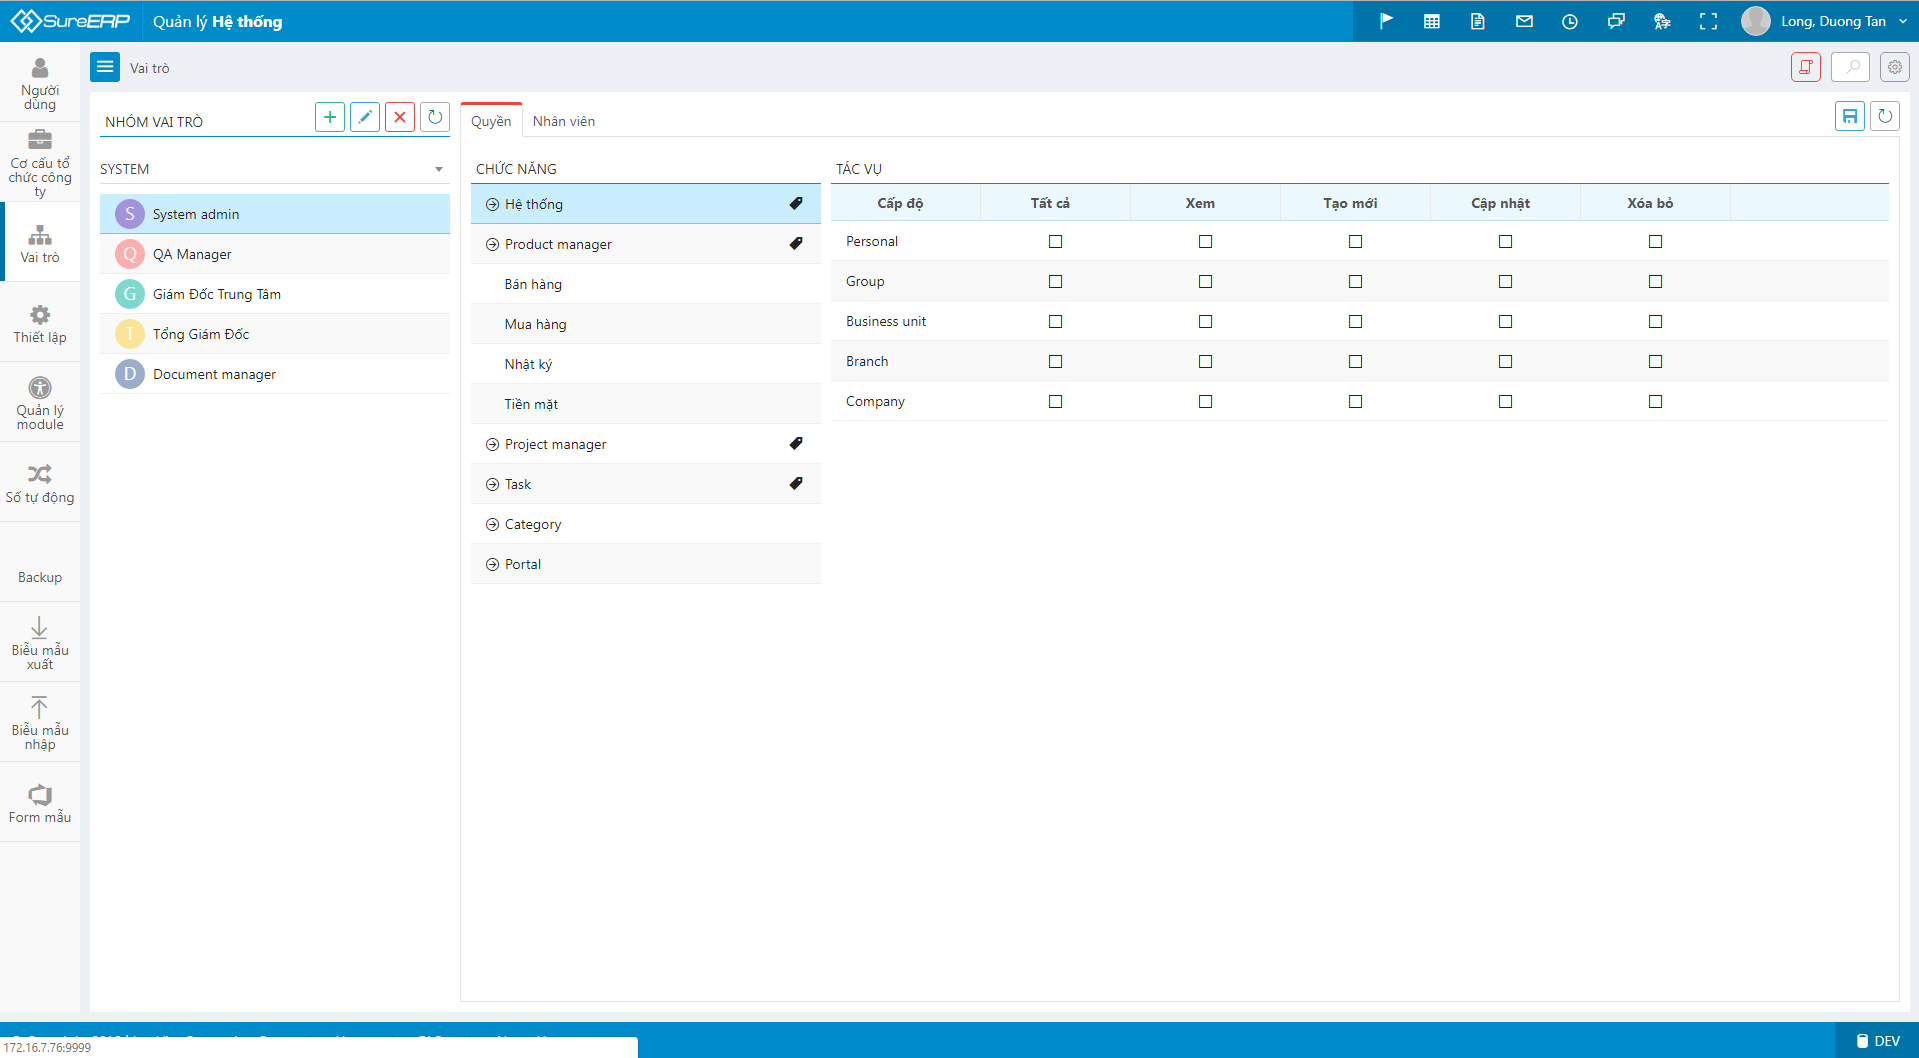 SureERP
Quản lý Hệ thống
Long, Duong Tan
Người
dùng
Cơ cấu tổ
chức công
ty
Vai trò
Thiết lập
Quản lý
module
Số tự động
Backup
Biểu mẫu
xuất
Biểu mẫu
nhập
Form mẫu
Vai trò
NHÓM VAI TRÒ
SYSTEM
S System admin
Q QA Manager
G Giám Đốc Trung Tâm
T Tổng Giám Đốc
D Document manager
Quyền Nhân viên
CHỨC NĂNG
Hệ thống
Product manager
Bán hàng
Mua hàng
Nhật ký
Tiền mặt
Project manager
Task
Category
Portal
TÁC VỤ
Cấp độ Tất cả Xem Tạo mới Cập nhật Xóa bỏ
Personal
Group
Business unit
Branch
Company
172.16.7.76:9999
DEV